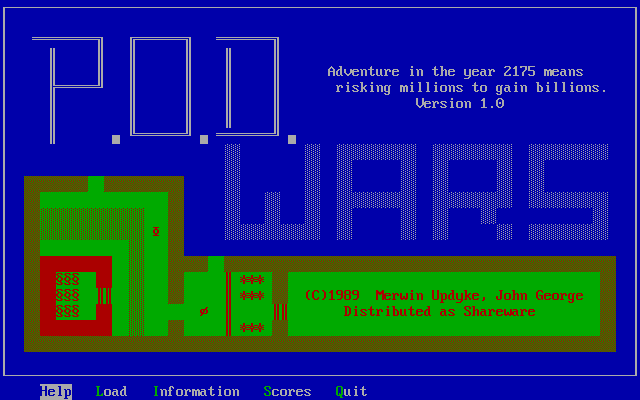 P.O.D.
Adventure in the year 2175 means
risking millions to gain billions.
Version 1.0
WARS
§§§ ***
§§§ ***
§§§
***
(C)1989 Merwin Updyke, John George
Distributed as Shareware
Help Load Information Scores Quit